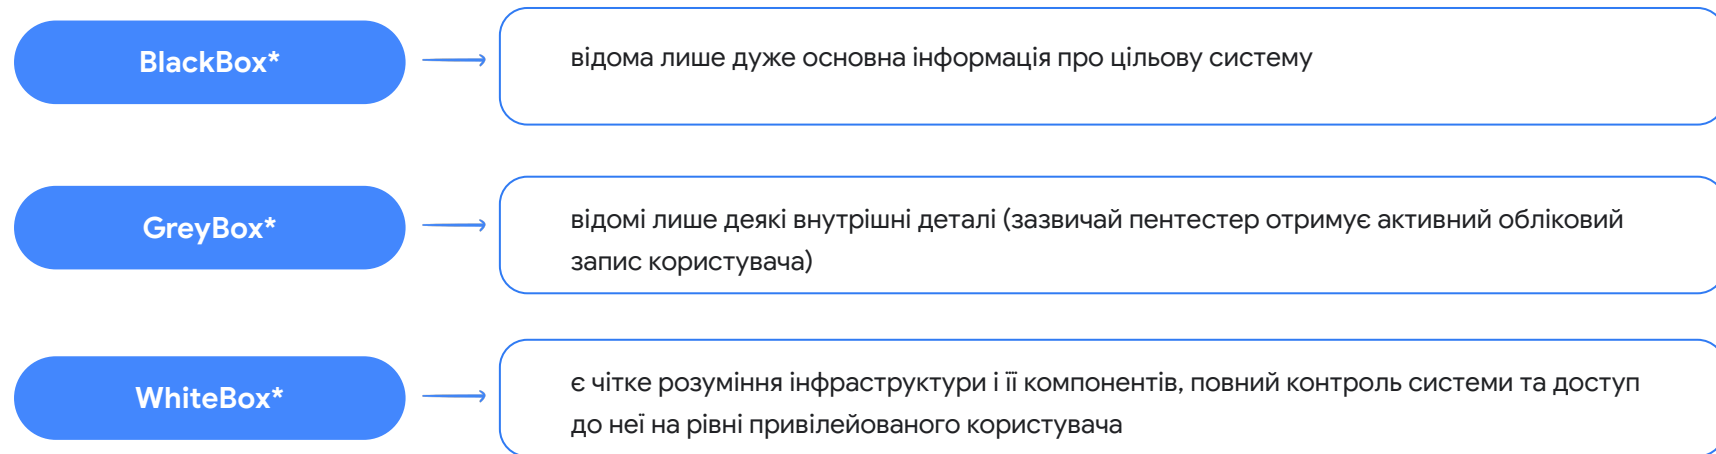 BlackBox*
відома лише дуже основна інформація про цільову систему
GreyBox*
відомі лише деякі внутрішні деталі (зазвичай пентестер отримує активний обліковий
запис користувача)
WhiteBox*
є чітке розуміння інфраструктури і її компонентів, повний контроль системи та доступ
до неї на рівні привілейованого користувача